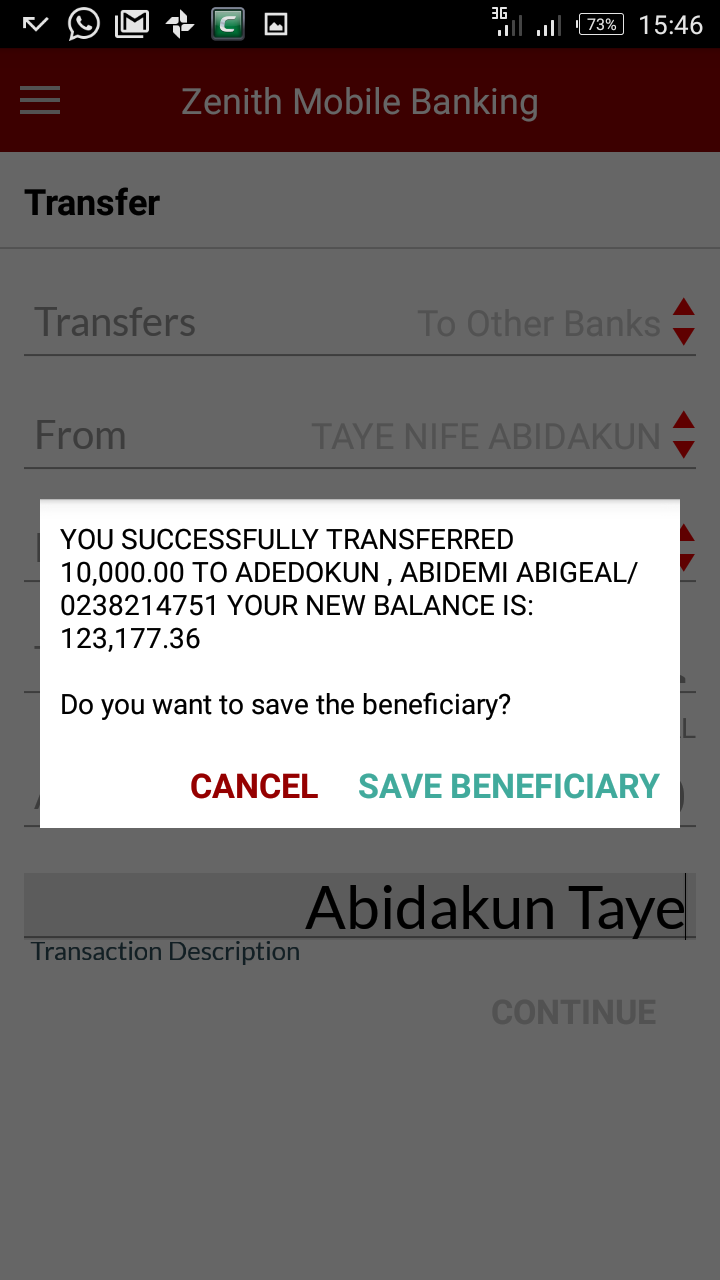 3G 73% 15:46
Zenith Mobile Banking
Transfer
Transfers To Other Banks
From TAYE NIFE ABIDAKUN
YOU SUCCESSFULLY TRANSFERRED
10,000.00 TO ADEDOKUN , ABIDEMI ABIGEAL/
0238214751 YOUR NEW BALANCE IS:
123,177.36
Do you want to save the beneficiary?
CANCEL SAVE BENEFICIARY
Abidakun Taye
Transaction Description
CONTINUE